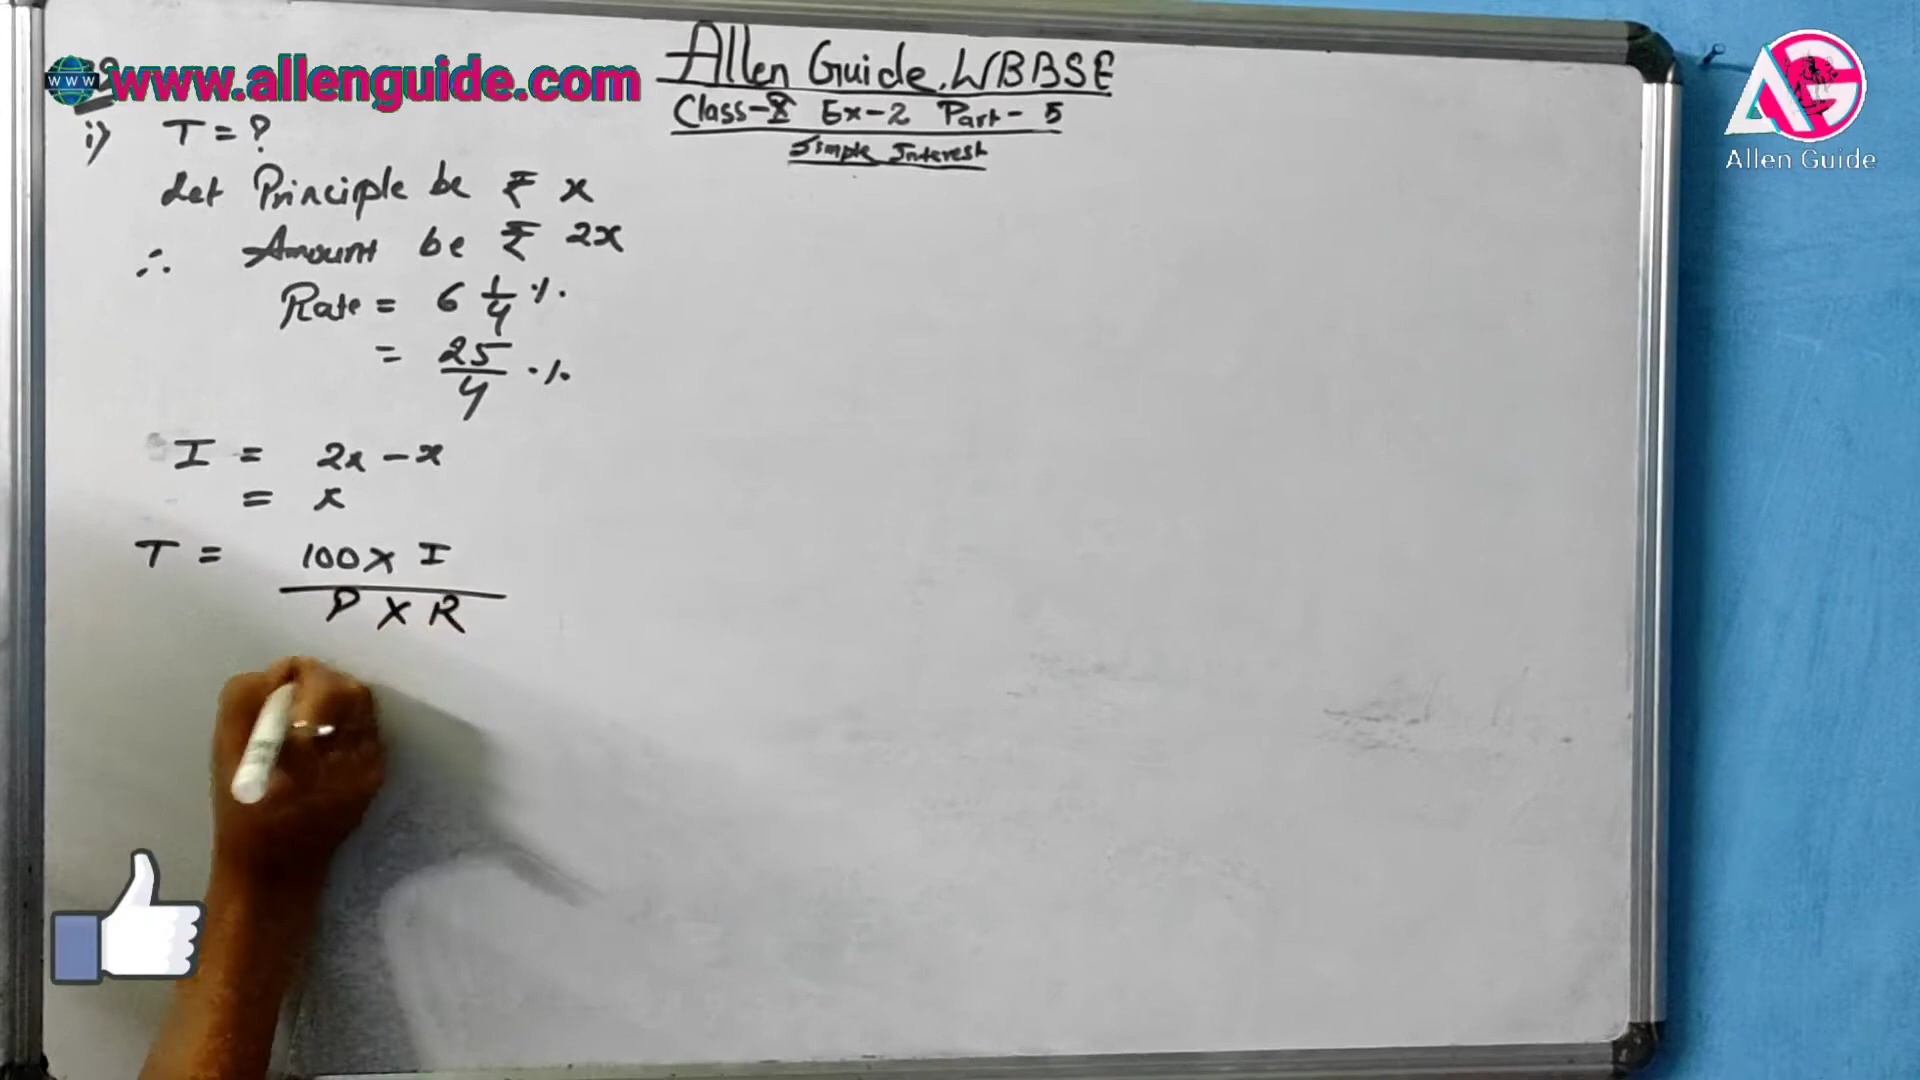 www.allenguide.com
Allen Guide. WBBSE
Class-X Ex-2 Part-5
Simple Interest
AG
Allen Guide
i) T = ?
Let Principle be ₹ x
∴ Amount be ₹ 2x
Rate = 6 1/4 %
= 25/4 %
I = 2x - x
= x
T = 100 X I
P X R